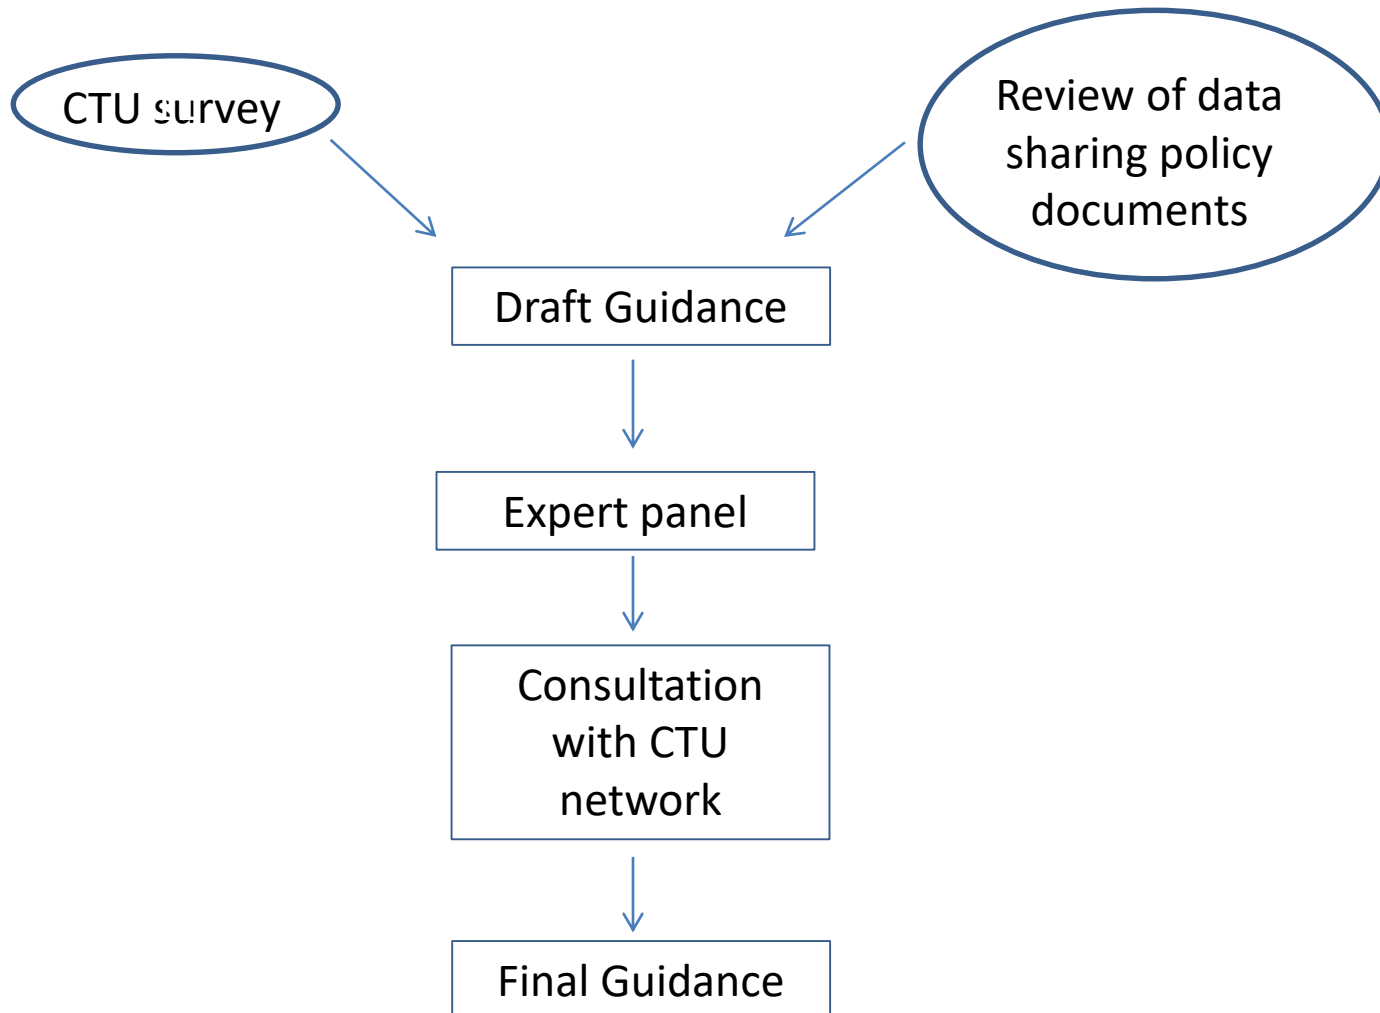 CTU survey
Review of data
sharing policy
documents
Draft Guidance
Expert panel
Consultation
with CTU
network
Final Guidance